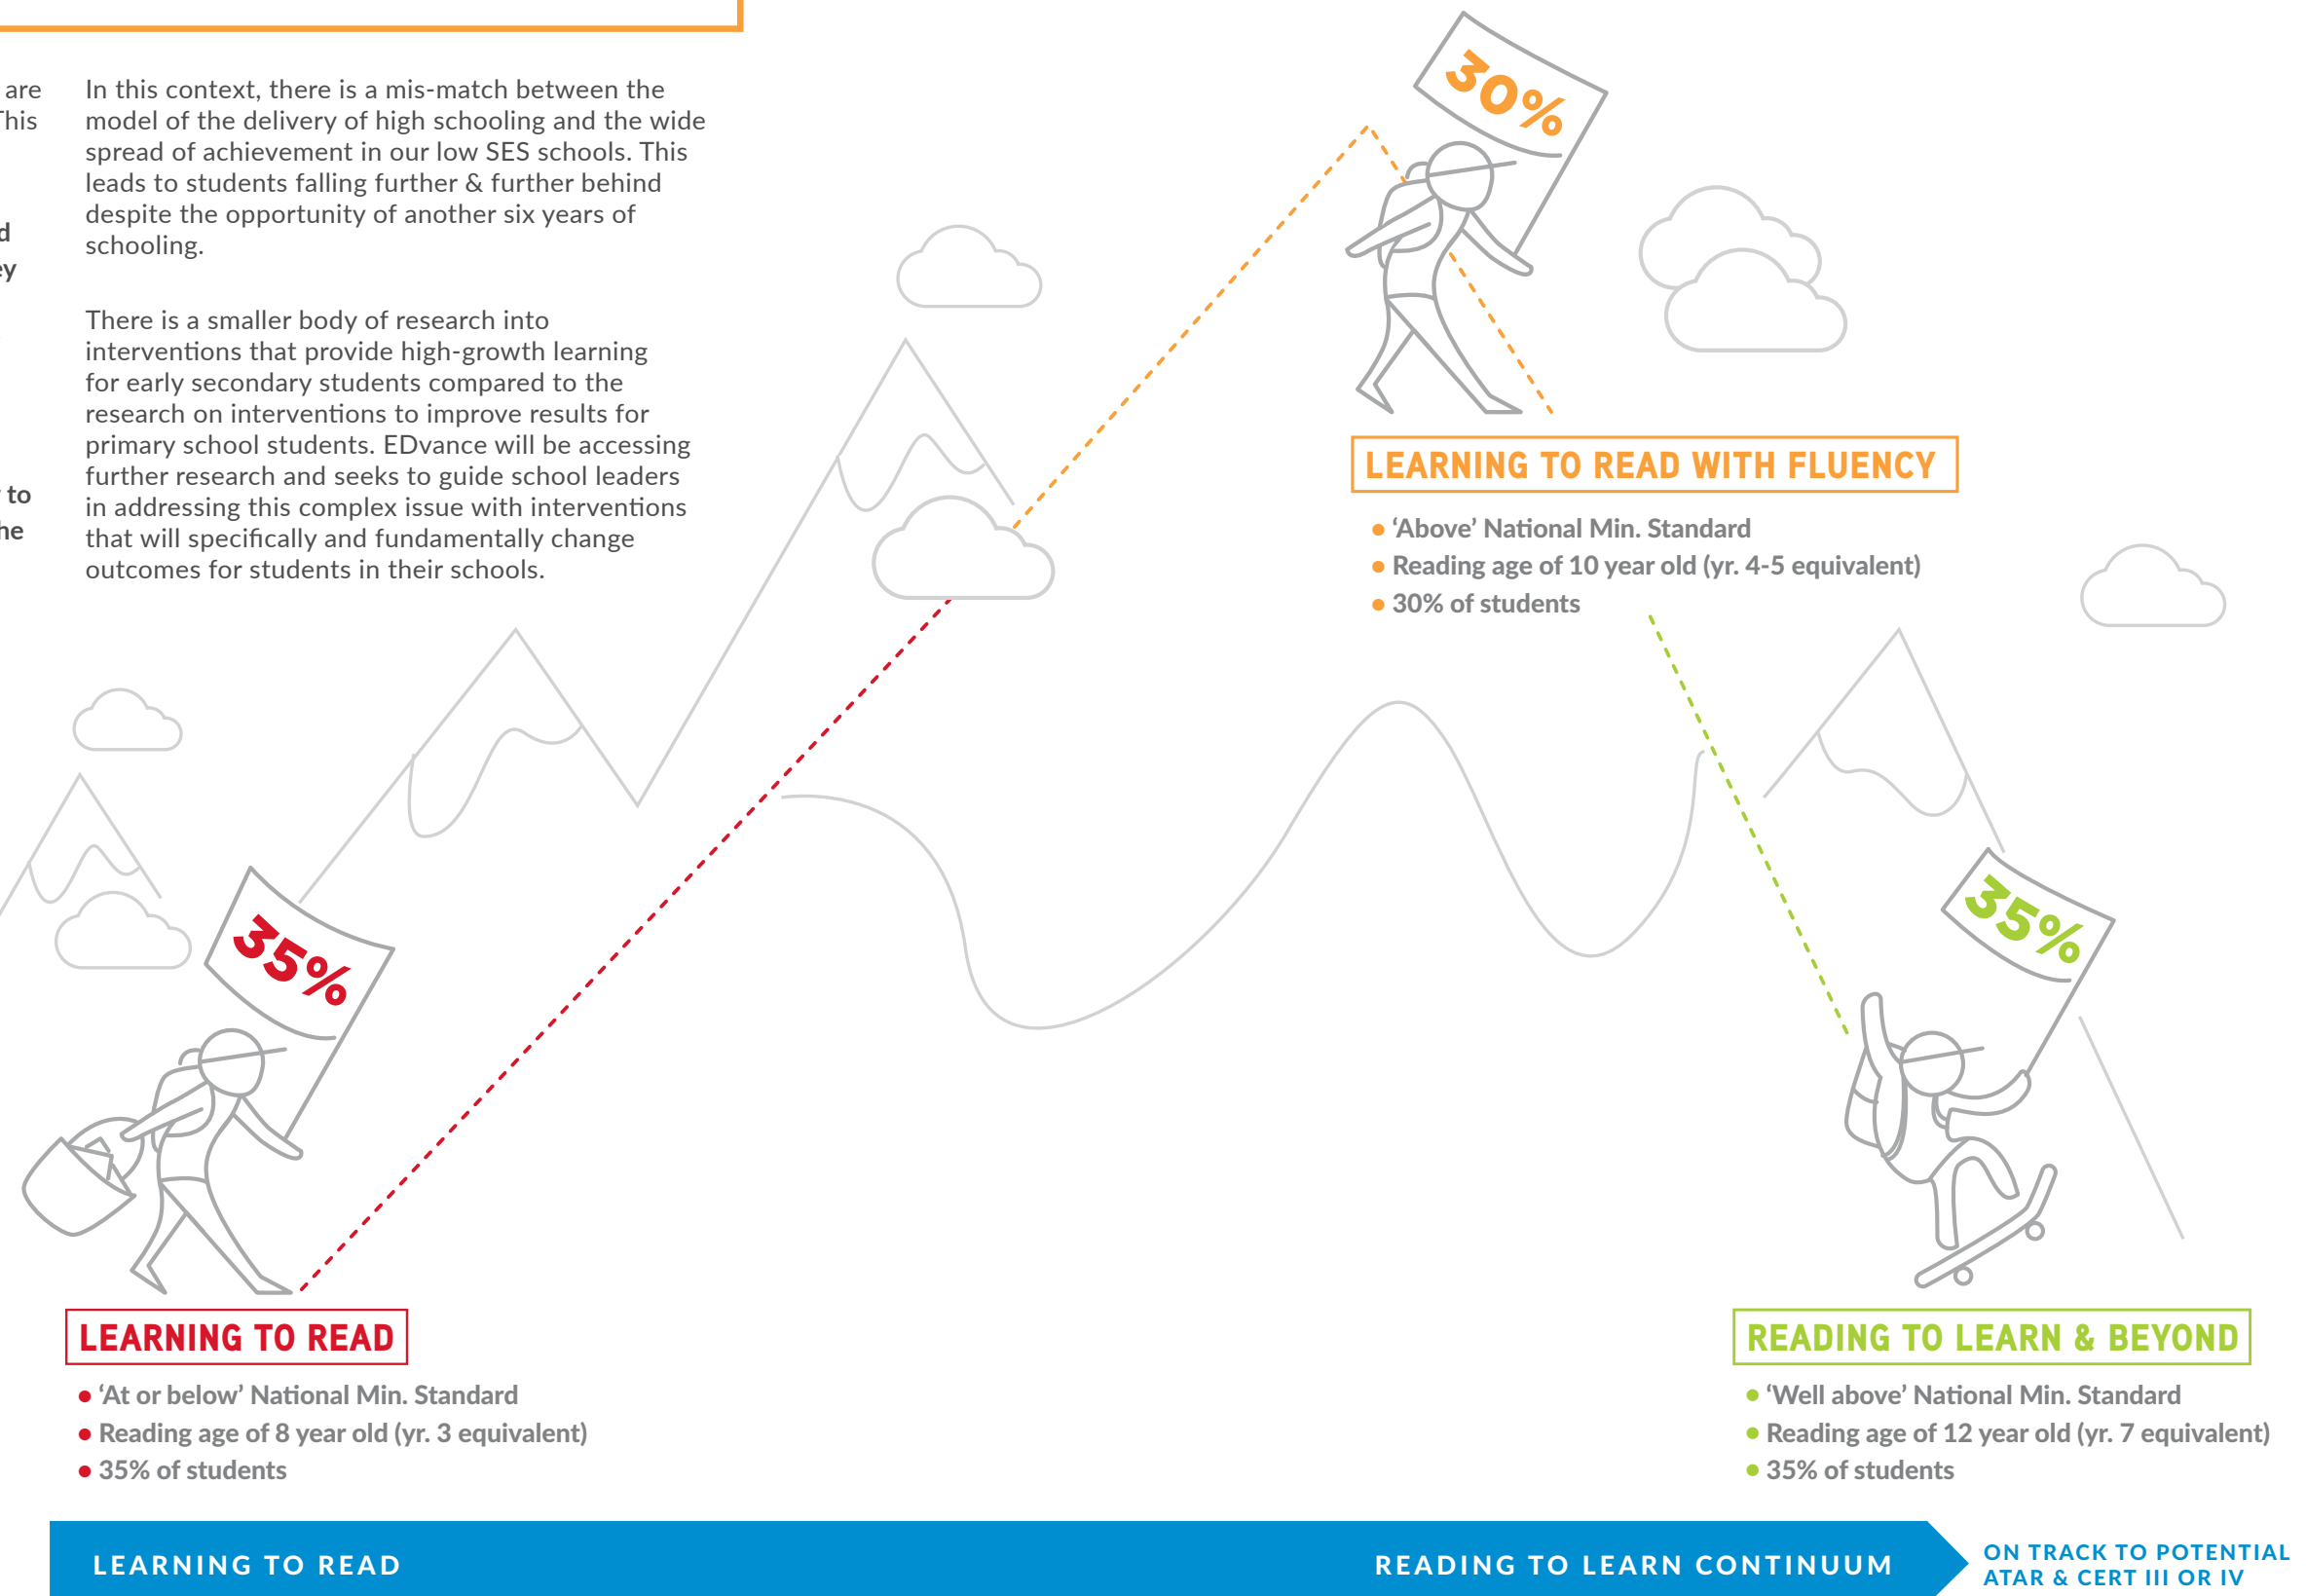 are
This
d
ey
to
he
In this context, there is a mis-match between the
model of the delivery of high schooling and the wide
spread of achievement in our low SES schools. This
leads to students falling further & further behind
despite the opportunity of another six years of
schooling.
There is a smaller body of research into
interventions that provide high-growth learning
for early secondary students compared to the
research on interventions to improve results for
primary school students. EDvance will be accessing
further research and seeks to guide school leaders
in addressing this complex issue with interventions
that will specifically and fundamentally change
outcomes for students in their schools.
30%
LEARNING TO READ WITH FLUENCY
‘Above’ National Min. Standard
Reading age of 10 year old (yr. 4-5 equivalent)
30% of students
35%
LEARNING TO READ
‘At or below’ National Min. Standard
Reading age of 8 year old (yr. 3 equivalent)
35% of students
35%
READING TO LEARN & BEYOND
‘Well above’ National Min. Standard
Reading age of 12 year old (yr. 7 equivalent)
35% of students
LEARNING TO READ
READING TO LEARN CONTINUUM
ON TRACK TO POTENTIAL
ATAR & CERT III OR IV